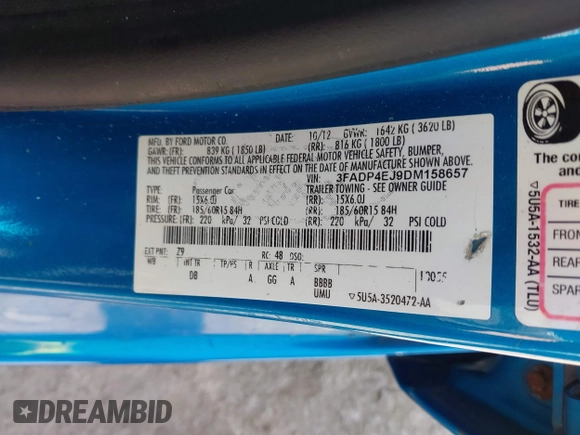 MFD. BY FORD MOTOR CO.
DATE: 10/12 GVWR: 1642 KG ( 3620 LB)
GAWR:(FR): 839 KG ( 1850 LB) (RR): 816 KG ( 1800 LB)
THIS VEHICLE CONFORMS TO ALL APPLICABLE FEDERAL MOTOR VEHICLE SAFETY, BUMPER,
AND THEFT PREVENTION STANDARDS IN EFFECT ON THE DATE OF MANUFACTURE SHOWN ABOVE.
VIN: 3FADP4EJ9DM158657
TYPE: Passenger Car TRAILER TOWING - SEE OWNER GUIDE
RIM: (FR): 15X6.0J (RR): 15X6.0J
TIRE: (FR): 185/60R15 84H (RR): 185/60R15 84H
PRESSURE: (FR): 220 kPa/ 32 PSI COLD (RR): 220 kPa/ 32 PSI COLD
EXT PNT: Z9 RC: 48 DSO:
WB INT TR TP/PS R AXLE TR SPR
DB A GG A BBBB
UMU
▽5U5A-3520472-AA
The co
TIRE
FRON
REAR
SPAR
▽5U5A-1532-AA (TLU)
DREAMBID